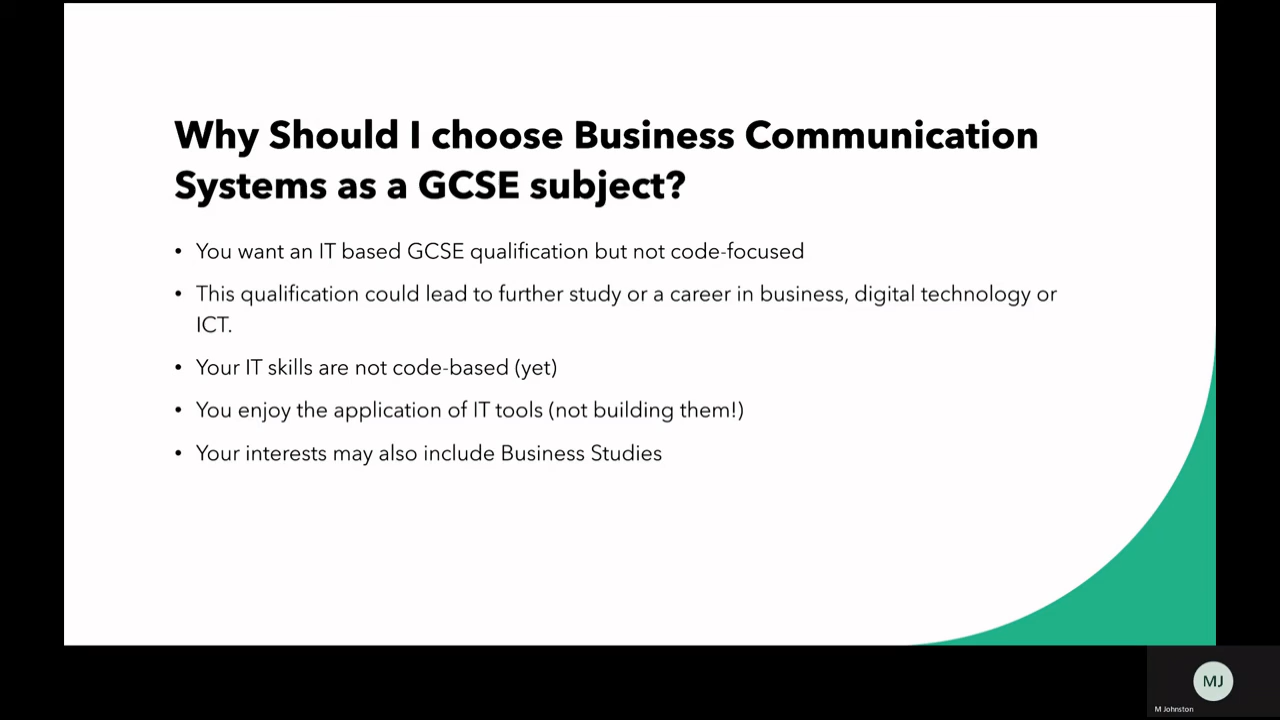 Why Should I choose Business Communication
Systems as a GCSE subject?
• You want an IT based GCSE qualification but not code-focused
• This qualification could lead to further study or a career in business, digital technology or
ICT.
• Your IT skills are not code-based (yet)
• You enjoy the application of IT tools (not building them!)
• Your interests may also include Business Studies
MJ
M Johnston